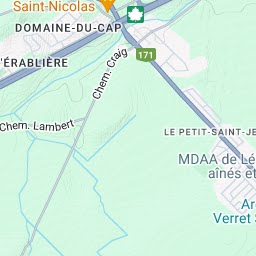 Saint-Nicolas
DOMAINE-DU-CAP
'ÉRABLIÈRE
Chem. Craig
171
Chem. Lambert
LE PETIT-SAINT-JE
MDAA de Lé
aînés et
Ar
Verret S